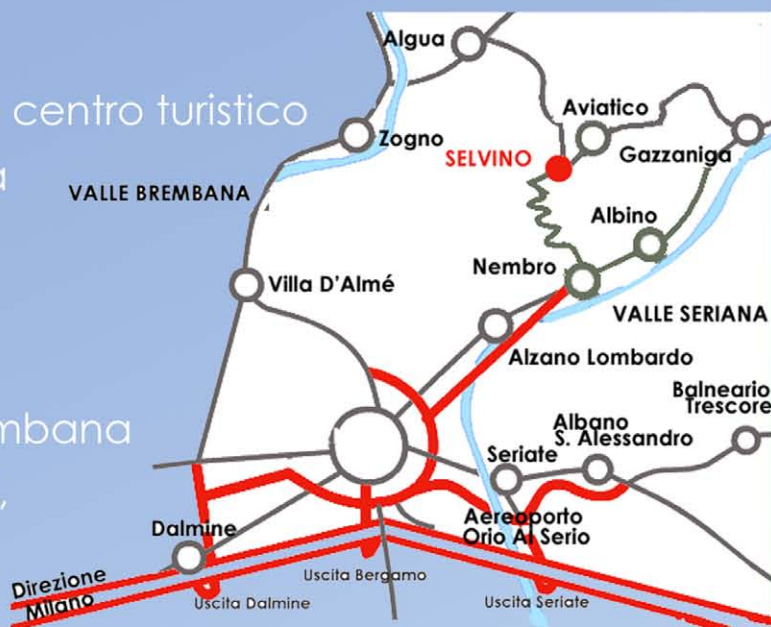 Algua
centro turistico
Aviatico
Zogno
SELVINO
Gazzaniga
a
VALLE BREMBANA
Albino
Nembro
Villa D'Almé
VALLE SERIANA
Alzano Lombardo
Balneario
Trescore
Albano
S. Alessandro
mbana
Seriate
,
Dalmine
Aereoporto
Orio Al Serio
Direzione
Milano
Uscita Bergamo
Uscita Dalmine
Uscita Seriate